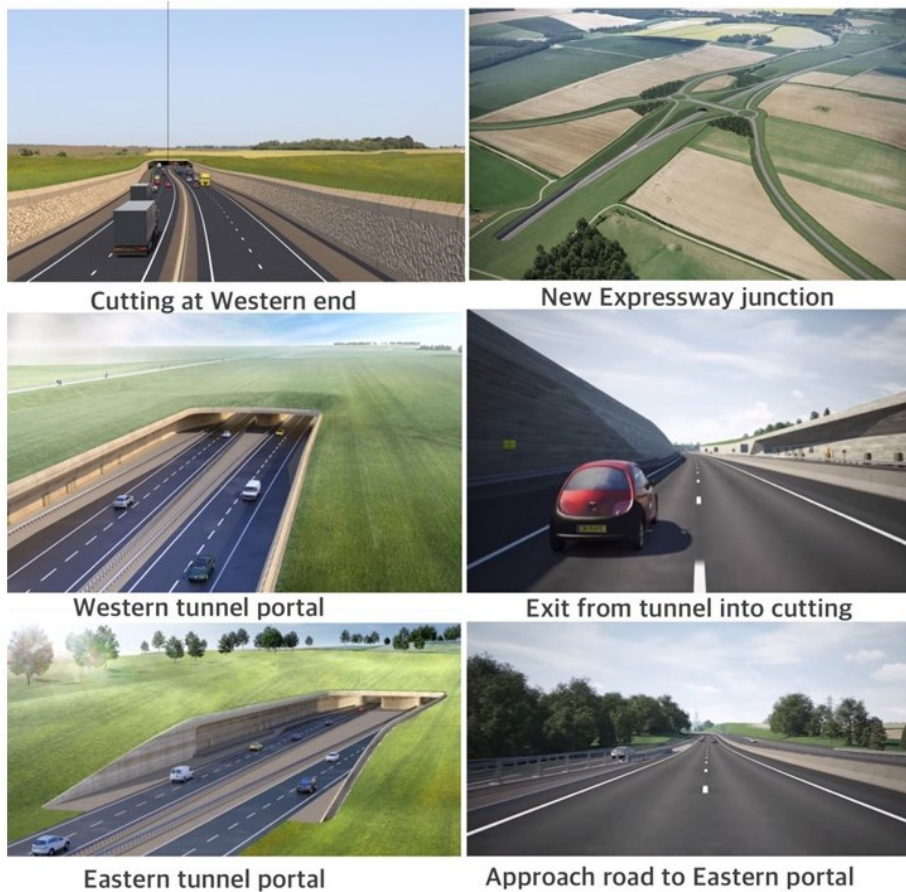 Cutting at Western end
New Expressway junction
Western tunnel portal
Exit from tunnel into cutting
Eastern tunnel portal
Approach road to Eastern portal